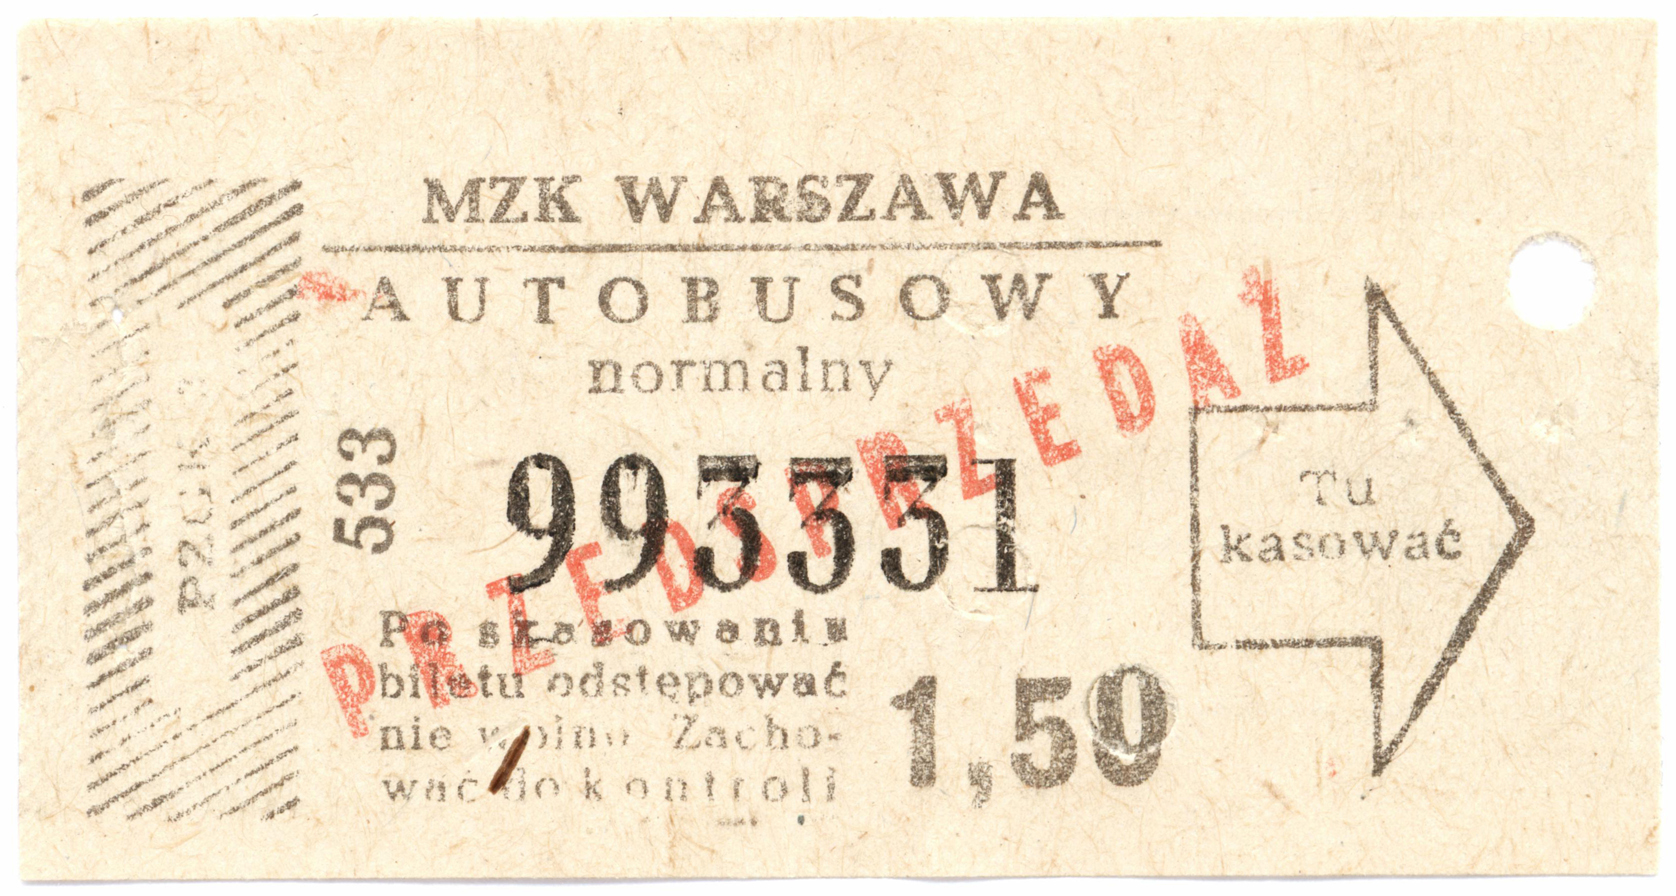 MZK WARSZAWA
AUTOBUSOWY
normalny
533
993331
PRZEDSPRZEDAŻ
Po skasowaniu
biletu odstępować
nie wolno Zacho-
wać do kontroli
1,50
Tu
kasować